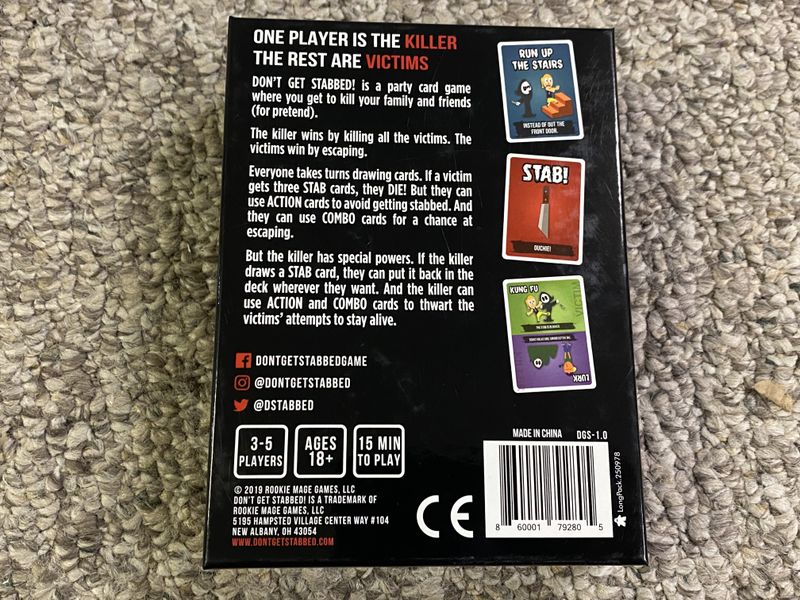 ONE PLAYER IS THE KILLER
THE REST ARE VICTIMS
DON'T GET STABBED! is a party card game
where you get to kill your family and friends
(for pretend).
The killer wins by killing all the victims. The
victims win by escaping.
Everyone takes turns drawing cards. If a victim
gets three STAB cards, they DIE! But they can
use ACTION cards to avoid getting stabbed. And
they can use COMBO cards for a chance at
escaping.
But the killer has special powers. If the killer
draws a STAB card, they can put it back in the
deck wherever they want. And the killer can
use ACTION and COMBO cards to thwart the
victims' attempts to stay alive.
DONTGETSTABBEDGAME
@DONTGETSTABBED
@DSTABBED
3-5
PLAYERS
AGES
18+
15 MIN
TO PLAY
© 2019 ROOKIE MAGE GAMES, LLC
DON'T GET STABBED! IS A TRADEMARK OF
ROOKIE MAGE GAMES, LLC
5195 HAMPSTED VILLAGE CENTER WAY #104
NEW ALBANY, OH 43054
WWW.DONTGETSTABBED.COM
RUN UP
THE STAIRS
INSTEAD OF OUT THE
FRONT DOOR.
STAB!
OUCHIE!
KUNG FU
VICTIM
LURK
CE
MADE IN CHINA DGS-1.0
8 60001 79280 5
LongPack.250978